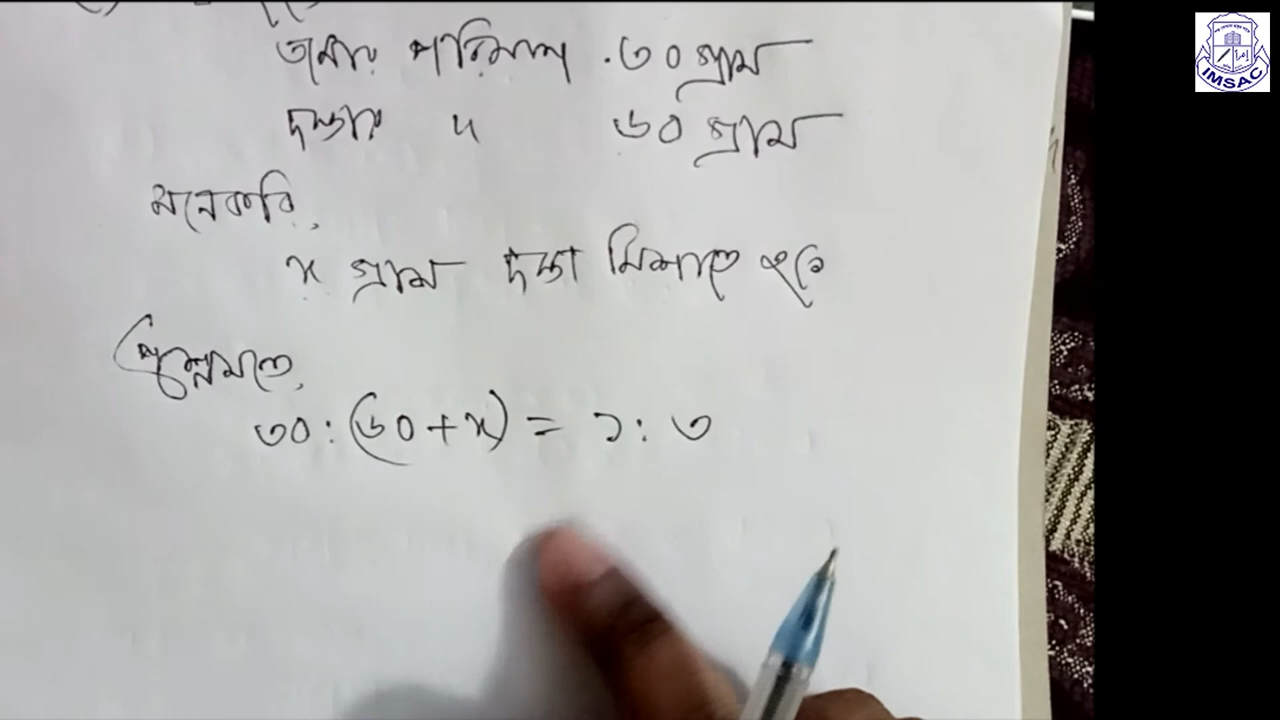 তামার পরিমাণ . ৩০ গ্রাম
দস্তার " ৬০ গ্রাম
মনেকরি,
x গ্রাম দস্তা মিশাতে হবে
প্রশ্নমতে,
৩০ : (৬০ + x) = ১ : ৩
IMSAC